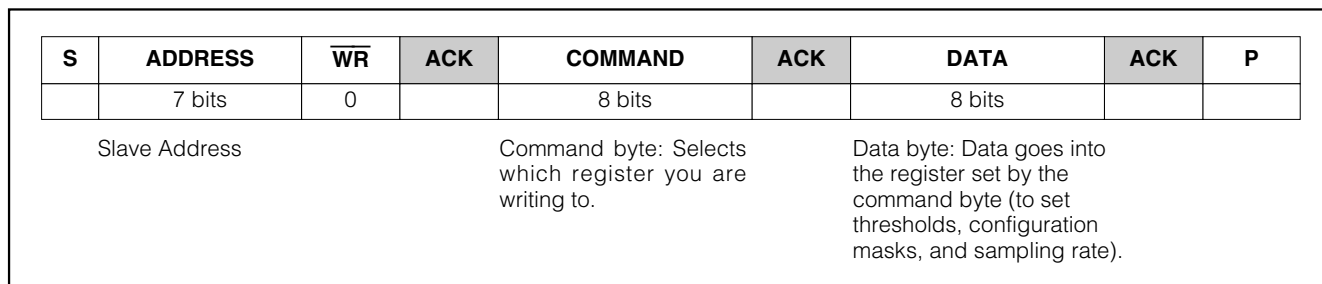 S ADDRESS WR ACK COMMAND ACK DATA ACK P
7 bits 0 8 bits 8 bits
Slave Address
Command byte: Selects
which register you are
writing to.
Data byte: Data goes into
the register set by the
command byte (to set
thresholds, configuration
masks, and sampling rate).